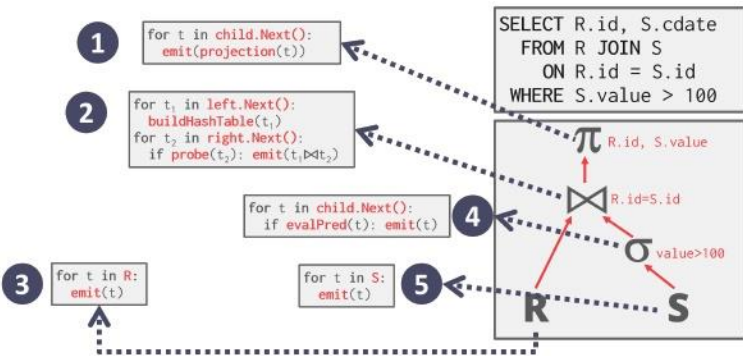 1
for t in child.Next():
emit(projection(t))
2
for t₁ in left.Next():
buildHashTable(t₁)
for t₂ in right.Next():
if probe(t₂): emit(t₁⨝t₂)
for t in child.Next():
if evalPred(t): emit(t)
4
3
for t in R:
emit(t)
for t in S:
emit(t)
5
SELECT R.id, S.cdate
FROM R JOIN S
ON R.id = S.id
WHERE S.value > 100
π R.id, S.value
⨝ R.id=S.id
σ value>100
R
S